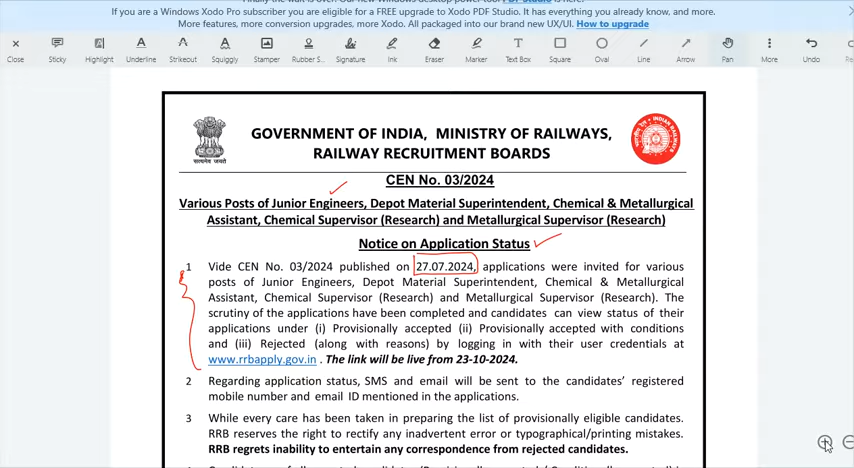 If you are a Windows Xodo Pro subscriber you are eligible for a FREE upgrade to Xodo PDF Studio. It has everything you already know, and more.
More features, more conversion upgrades, more Xodo. All packaged into our brand new UX/UI. How to upgrade
Close Sticky Highlight Underline Strikeout Squiggly Stamper Rubber S... Signature Ink Eraser Marker Text Box Square Oval Line Arrow Pan More Undo
GOVERNMENT OF INDIA, MINISTRY OF RAILWAYS,
RAILWAY RECRUITMENT BOARDS
सत्यमेव जयते
CEN No. 03/2024
Various Posts of Junior Engineers, Depot Material Superintendent, Chemical & Metallurgical
Assistant, Chemical Supervisor (Research) and Metallurgical Supervisor (Research)
Notice on Application Status
1 Vide CEN No. 03/2024 published on 27.07.2024, applications were invited for various
posts of Junior Engineers, Depot Material Superintendent, Chemical & Metallurgical
Assistant, Chemical Supervisor (Research) and Metallurgical Supervisor (Research). The
scrutiny of the applications have been completed and candidates can view status of their
applications under (i) Provisionally accepted (ii) Provisionally accepted with conditions
and (iii) Rejected (along with reasons) by logging in with their user credentials at
www.rrbapply.gov.in . The link will be live from 23-10-2024.
2 Regarding application status, SMS and email will be sent to the candidates' registered
mobile number and email ID mentioned in the applications.
3 While every care has been taken in preparing the list of provisionally eligible candidates.
RRB reserves the right to rectify any inadvertent error or typographical/printing mistakes.
RRB regrets inability to entertain any correspondence from rejected candidates.